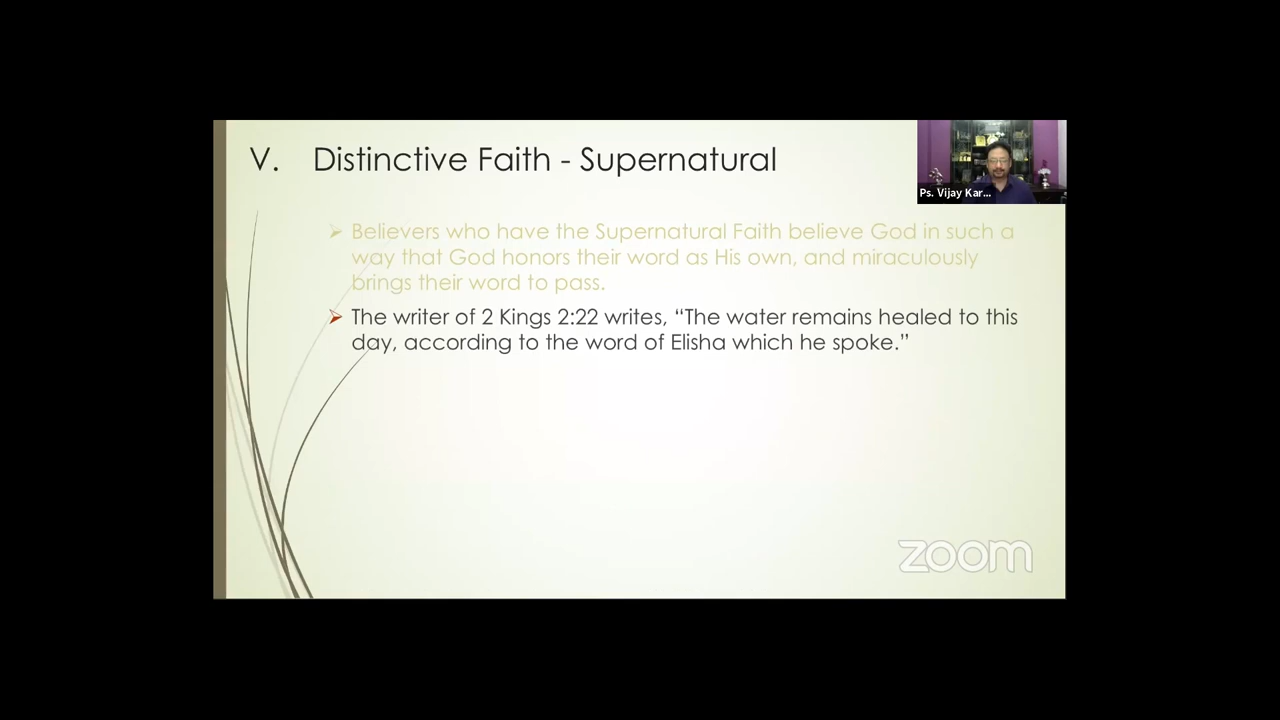 V. Distinctive Faith - Supernatural
Ps. Vijay Kar...
Believers who have the Supernatural Faith believe God in such a
way that God honors their word as His own, and miraculously
brings their word to pass.
The writer of 2 Kings 2:22 writes, “The water remains healed to this
day, according to the word of Elisha which he spoke.”
zoom